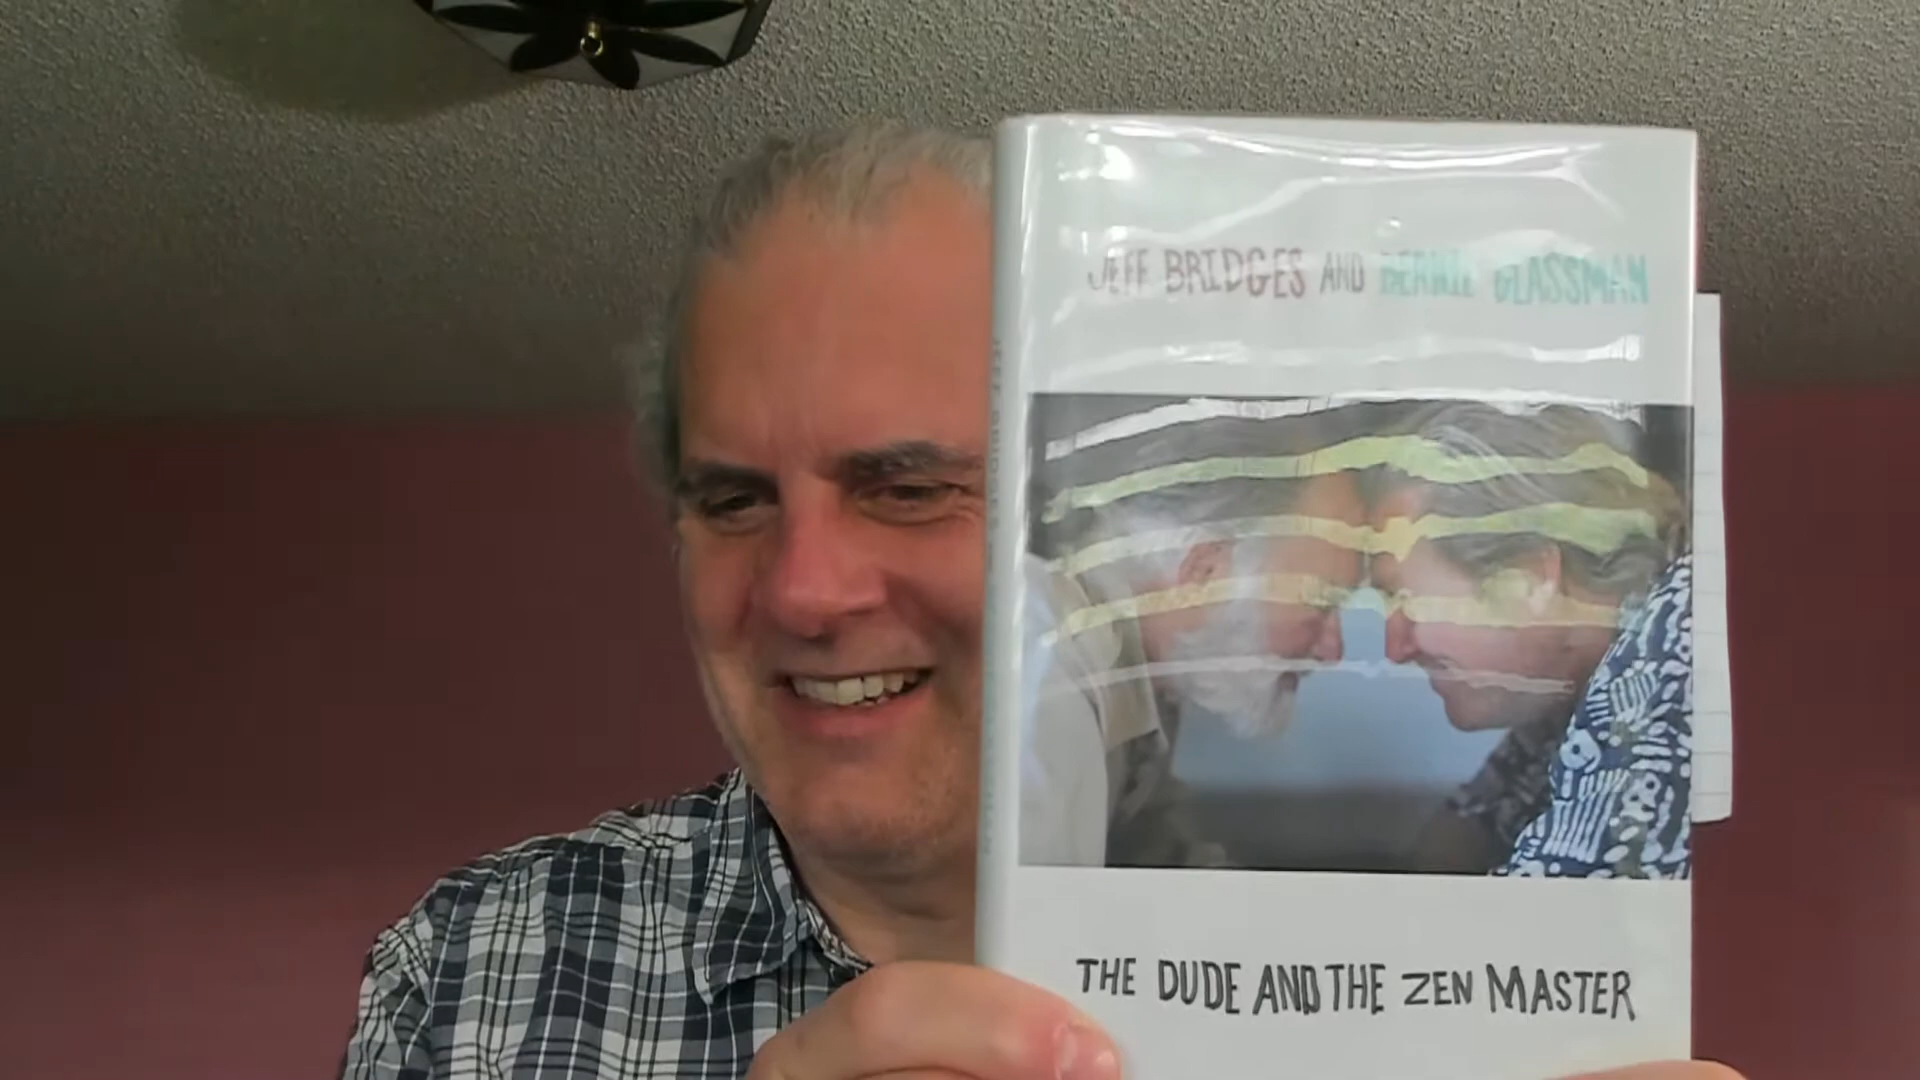 JEFF BRIDGES AND BERNIE GLASSMAN
THE DUDE AND THE ZEN MASTER